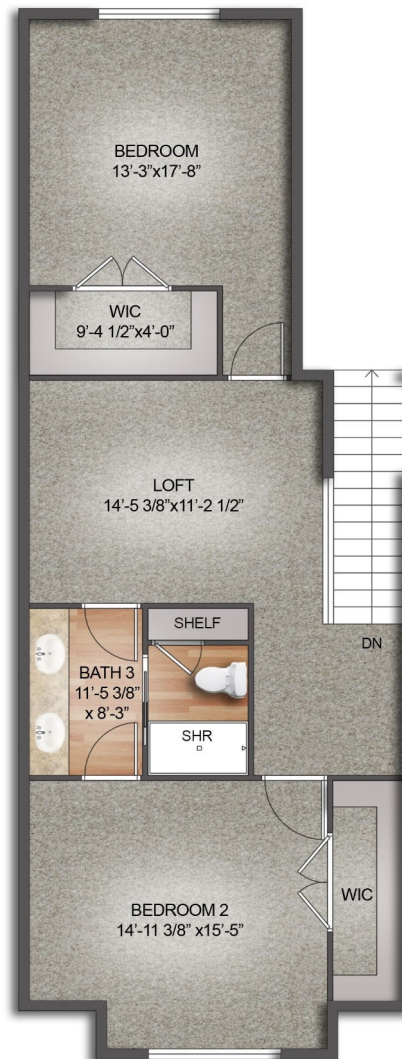 BEDROOM
13'-3"x17'-8"
WIC
9'-4 1/2"x4'-0"
LOFT
14'-5 3/8"x11'-2 1/2"
SHELF
DN
BATH 3
11'-5 3/8"
x 8'-3"
SHR
BEDROOM 2
14'-11 3/8" x15'-5"
WIC